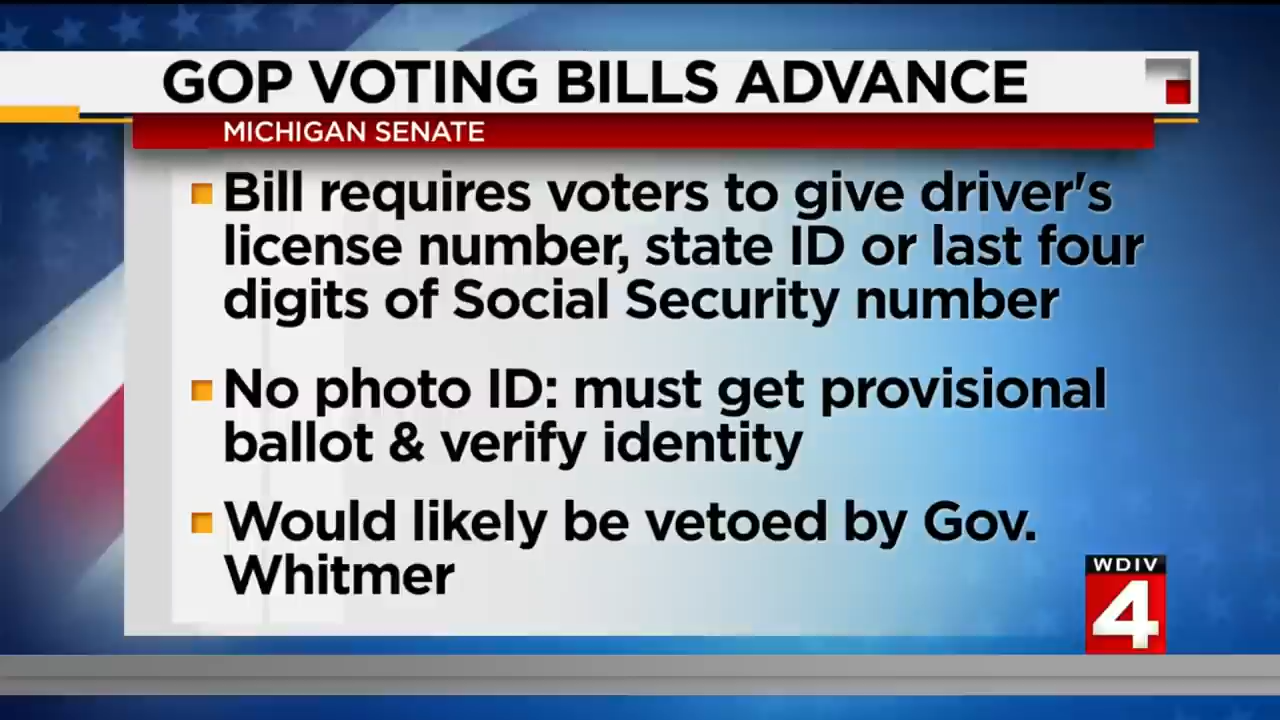 GOP VOTING BILLS ADVANCE
MICHIGAN SENATE
Bill requires voters to give driver's
license number, state ID or last four
digits of Social Security number
No photo ID: must get provisional
ballot & verify identity
Would likely be vetoed by Gov.
Whitmer
WDIV
4